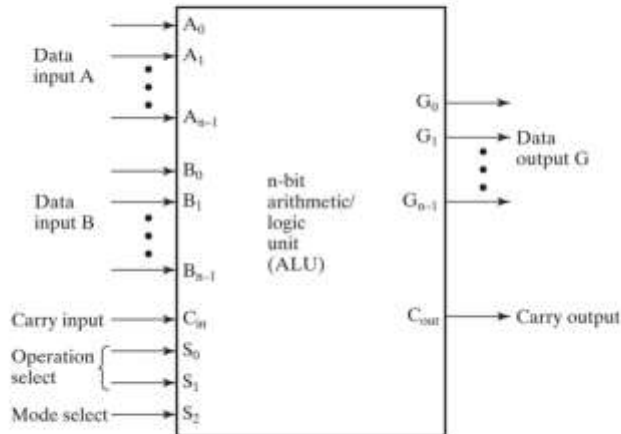 Data
input A
A₀
A₁
Aₙ₋₁
Data
input B
B₀
B₁
Bₙ₋₁
Carry input
Cᵢₙ
Operation
select
S₀
S₁
Mode select
S₂
n-bit
arithmetic/
logic
unit
(ALU)
G₀
G₁
Gₙ₋₁
Data
output G
Cₒᵤₜ
Carry output